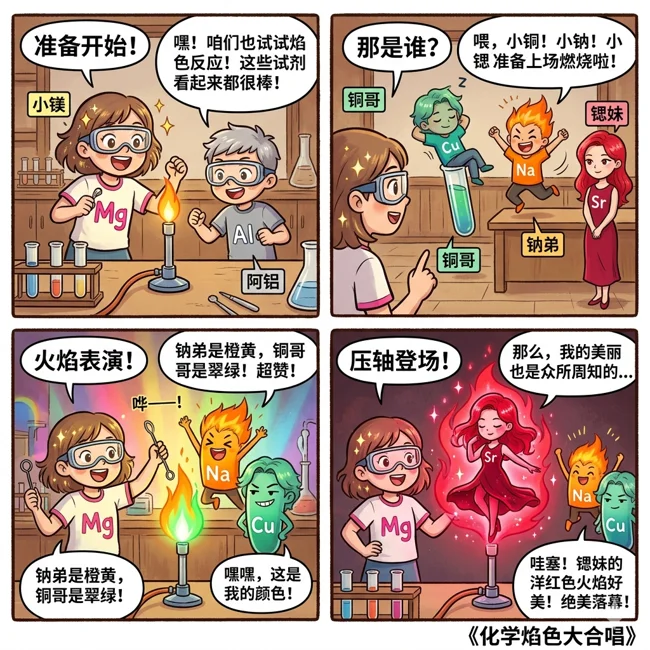 准备开始！
嘿！咱们也试试焰
色反应！这些试剂
看起来都很棒！
小镁
Mg
Al
阿铝
那是谁？
喂，小铜！小钠！小
锶 准备上场燃烧啦！
铜哥
z
Cu
Na
锶妹
Sr
铜哥
钠弟
火焰表演！
钠弟是橙黄，铜哥
哥是翠绿！超赞！
哗——！
Na
Mg
Cu
钠弟是橙黄，
铜哥是翠绿！
嘿嘿，这是
我的颜色！
压轴登场！
那么，我的美丽
也是众所周知的...
Sr
Mg
Na
Cu
哇塞！锶妹的
洋红色火焰好
美！绝美落幕！
《化学焰色大合唱》